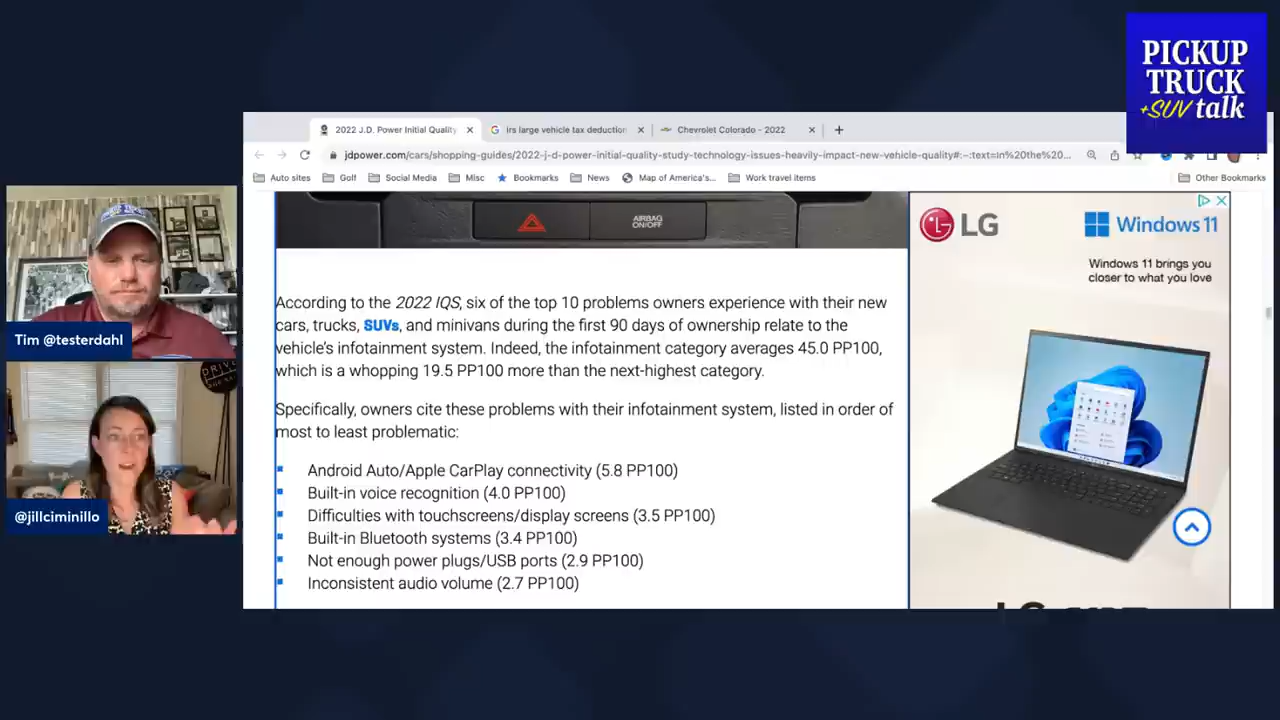 PICKUP
TRUCK
+SUV talk
2022 J.D. Power Initial Quality
irs large vehicle tax deduction
Chevrolet Colorado - 2022
jdpower.com/cars/shopping-guides/2022-j-d-power-initial-quality-study-technology-issues-heavily-impact-new-vehicle-quality#:~:text=In%20the%20...
Auto sites
Golf
Social Media
Misc
Bookmarks
News
Map of America's...
Work travel items
Other Bookmarks
AIRBAG
ON/OFF
According to the 2022 IQS, six of the top 10 problems owners experience with their new
cars, trucks, SUVs, and minivans during the first 90 days of ownership relate to the
vehicle's infotainment system. Indeed, the infotainment category averages 45.0 PP100,
which is a whopping 19.5 PP100 more than the next-highest category.
Specifically, owners cite these problems with their infotainment system, listed in order of
most to least problematic:
Android Auto/Apple CarPlay connectivity (5.8 PP100)
Built-in voice recognition (4.0 PP100)
Difficulties with touchscreens/display screens (3.5 PP100)
Built-in Bluetooth systems (3.4 PP100)
Not enough power plugs/USB ports (2.9 PP100)
Inconsistent audio volume (2.7 PP100)
LG
Windows 11
Windows 11 brings you
closer to what you love
Tim @testerdahl
DRIVE
@jillciminillo